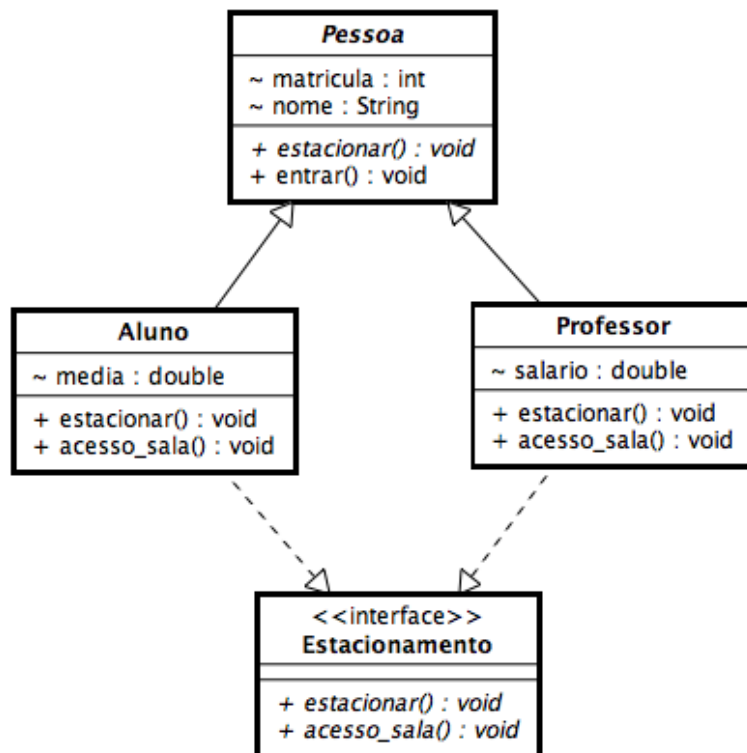 Pessoa
~ matricula : int
~ nome : String
+ estacionar() : void
+ entrar() : void
Aluno
~ media : double
+ estacionar() : void
+ acesso_sala() : void
Professor
~ salario : double
+ estacionar() : void
+ acesso_sala() : void
<<interface>>
Estacionamento
+ estacionar() : void
+ acesso_sala() : void